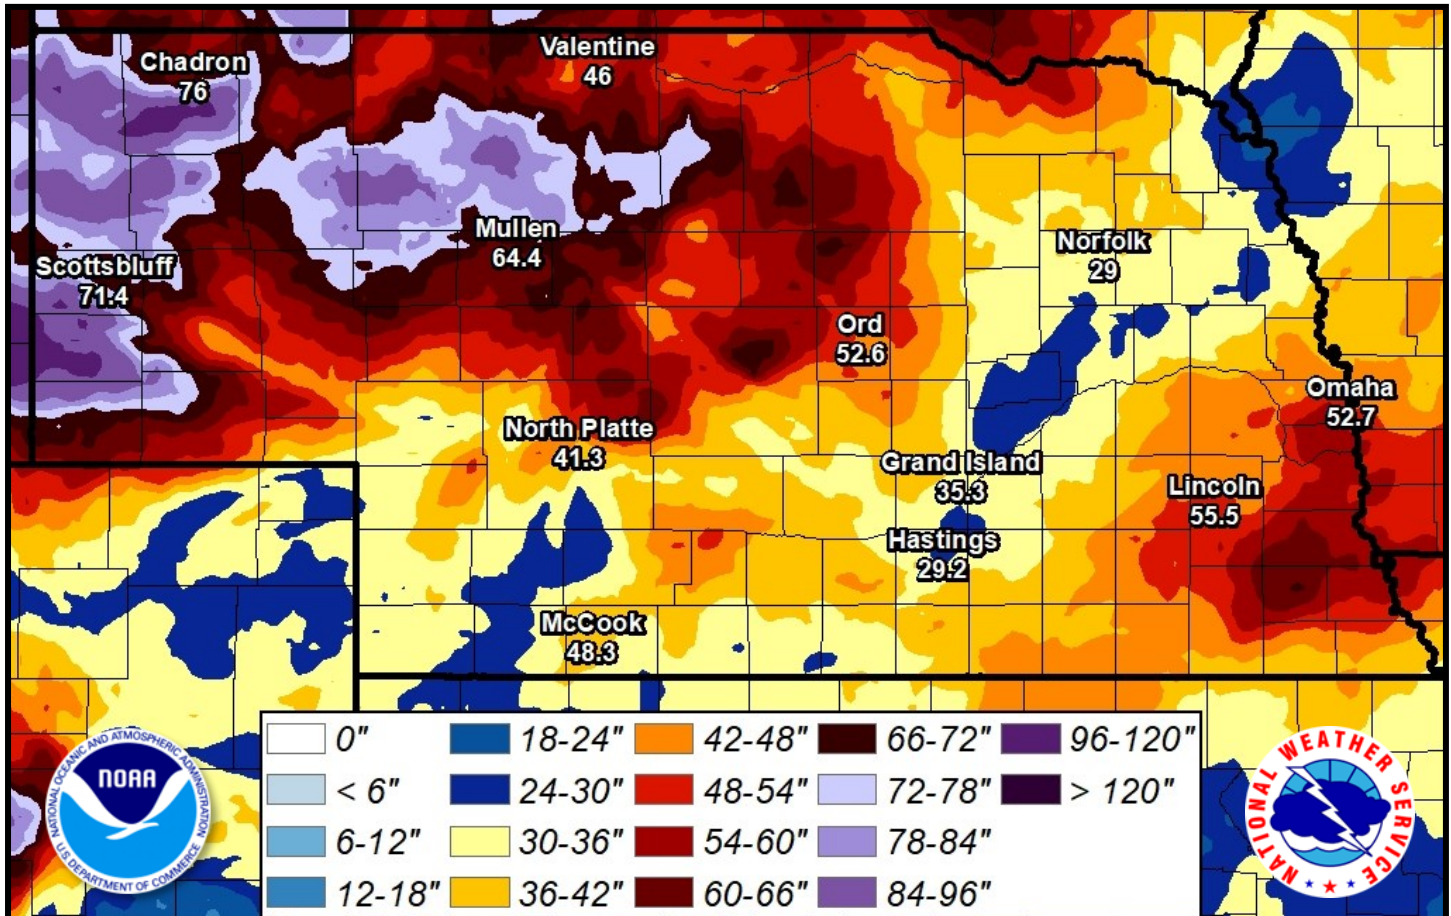 Chadron
76
Valentine
46
Mullen
64.4
Scottsbluff
71.4
Norfolk
29
Ord
52.6
Omaha
52.7
North Platte
41.3
Grand Island
35.3
Lincoln
55.5
Hastings
29.2
McCook
48.3
0" 18-24" 42-48" 66-72" 96-120"
< 6" 24-30" 48-54" 72-78" > 120"
6-12" 30-36" 54-60" 78-84"
12-18" 36-42" 60-66" 84-96"
NATIONAL OCEANIC AND ATMOSPHERIC ADMINISTRATION
NOAA
U.S. DEPARTMENT OF COMMERCE
NATIONAL WEATHER SERVICE